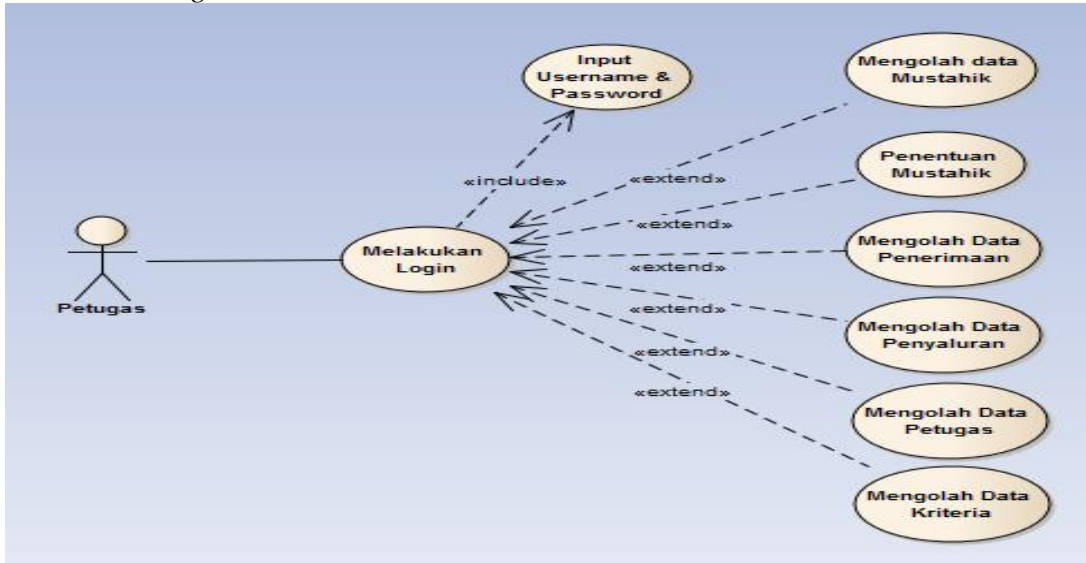 Input
Username &
Password
Mengolah data
Mustahik
Penentuan
Mustahik
«include»
«extend»
«extend»
Melakukan
Login
Mengolah Data
Penerimaan
«extend»
Petugas
«extend»
Mengolah Data
Penyaluran
«extend»
«extend»
Mengolah Data
Petugas
Mengolah Data
Kriteria